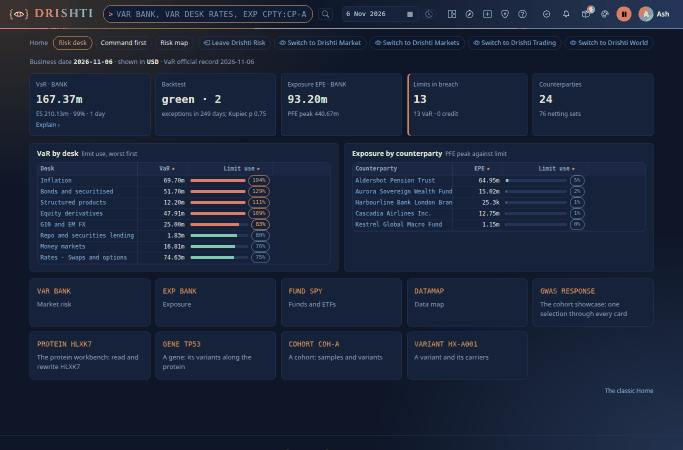 {<>} DRISHTI
> VAR BANK, VAR DESK RATES, EXP CPTY:CP-A
6 Nov 2026
5
A Ash
Home Risk desk Command first Risk map Leave Drishti Risk Switch to Drishti Market Switch to Drishti Markets Switch to Drishti Trading Switch to Drishti World
Business date 2026-11-06 · shown in USD · VaR official record 2026-11-06
VaR · BANK
167.37m
ES 210.13m · 99% · 1 day
Explain ›
Backtest
green · 2
exceptions in 249 days; Kupiec p 0.75
Exposure EPE · BANK
93.20m
PFE peak 440.67m
Limits in breach
13
13 VaR · 0 credit
Counterparties
24
76 netting sets
VaR by desk limit use, worst first
Desk VaR Limit use
Inflation 69.70m 194%
Bonds and securitised 51.70m 129%
Structured products 12.20m 111%
Equity derivatives 47.91m 109%
G10 and EM FX 25.00m 83%
Repo and securities lending 1.83m 80%
Money markets 16.81m 76%
Rates - Swaps and options 74.63m 75%
Exposure by counterparty PFE peak against limit
Counterparty EPE Limit use
Aldershot Pension Trust 64.95m 5%
Aurora Sovereign Wealth Fund 15.02m 2%
Harbourline Bank London Bran 25.3k 1%
Cascadia Airlines Inc. 12.75m 1%
Kestrel Global Macro Fund 1.15m 0%
VAR BANK
Market risk
EXP BANK
Exposure
FUND SPY
Funds and ETFs
DATAMAP
Data map
GWAS RESPONSE
The cohort showcase: one
selection through every card
PROTEIN HLXK7
The protein workbench: read and
rewrite HLXK7
GENE TP53
A gene: its variants along the
protein
COHORT COH-A
A cohort: samples and variants
VARIANT HX-A001
A variant and its carriers
The classic Home